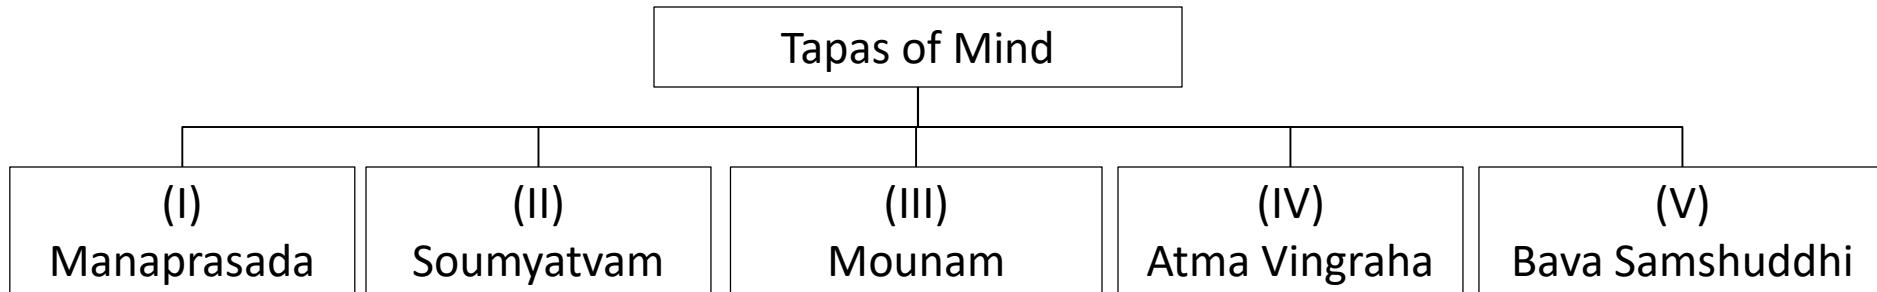 Tapas of Mind
(I)
Manaprasada
(II)
Soumyatvam
(III)
Mounam
(IV)
Atma Vingraha
(V)
Bava Samshuddhi